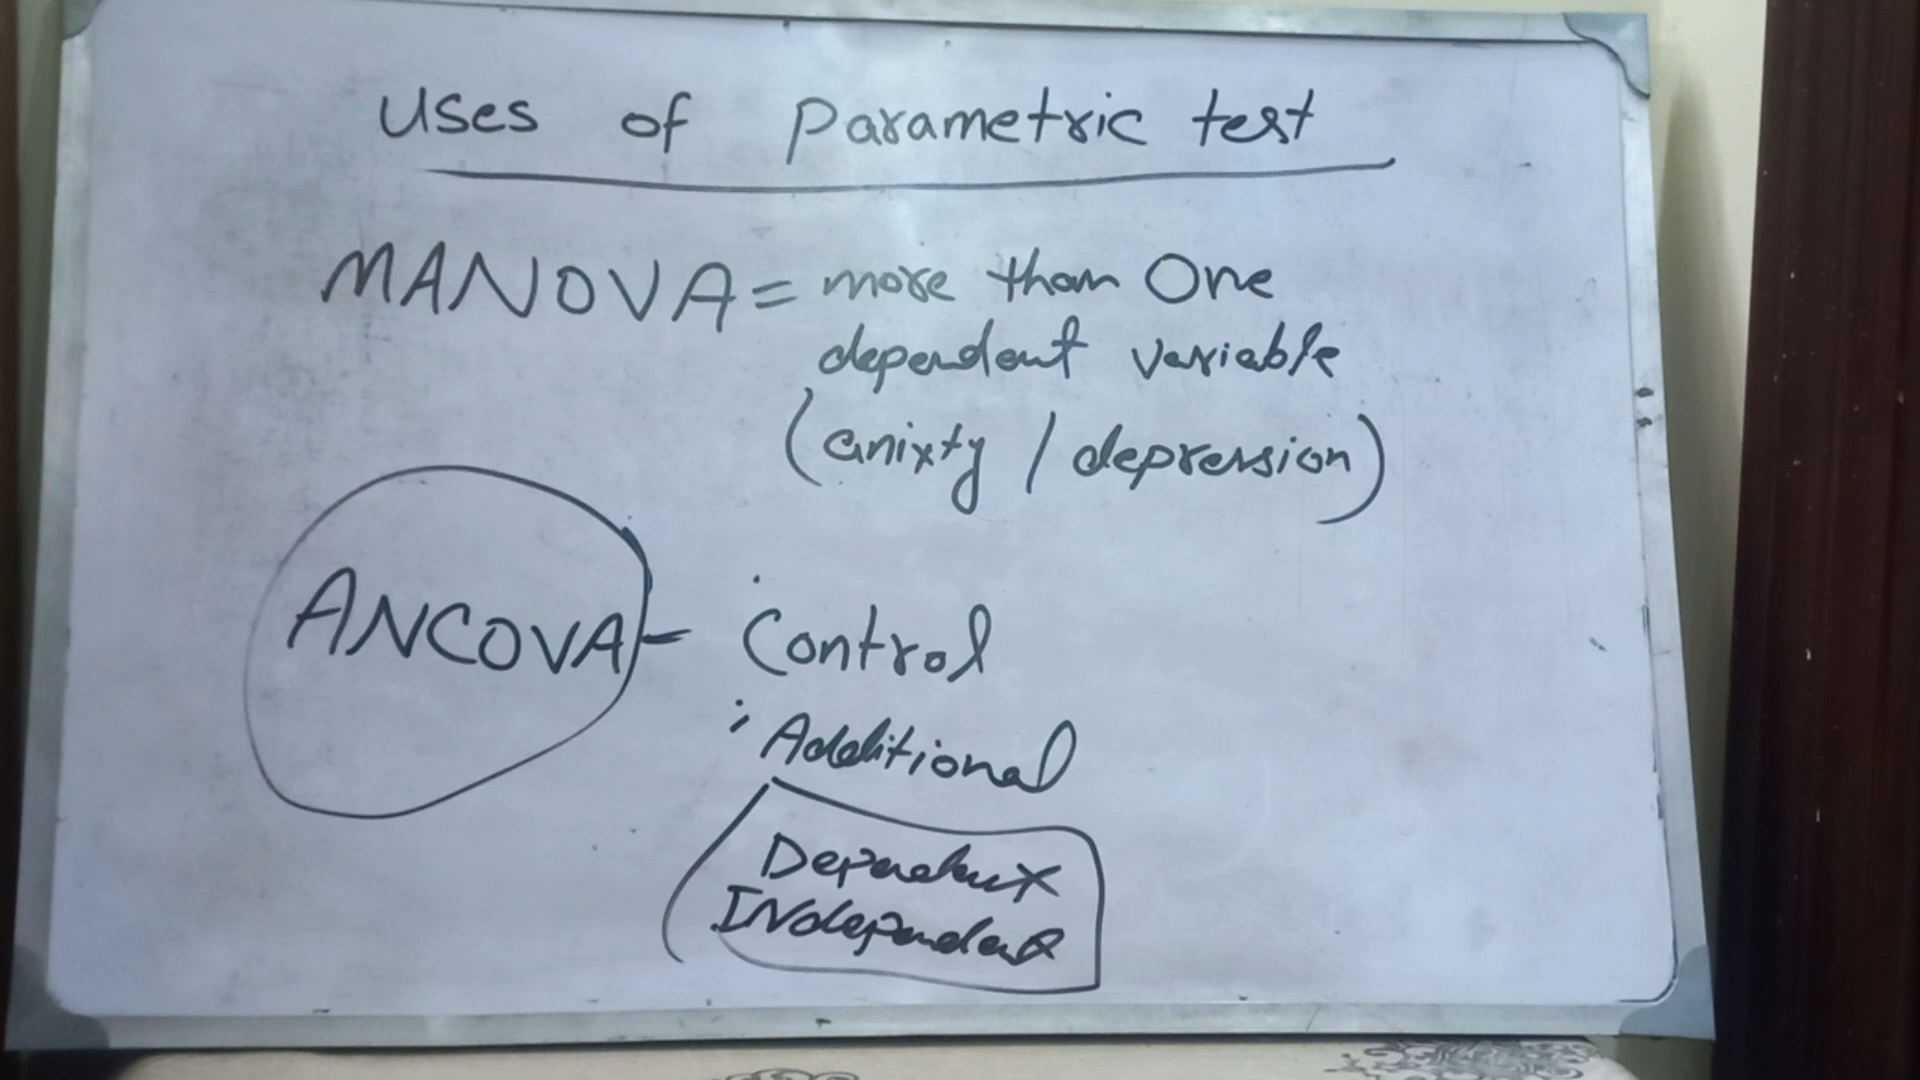 Uses of Parametric test
MANOVA = more than One
dependent variable
(anixty / depression)
ANCOVA - Control
Additional
Dependent
INdependent